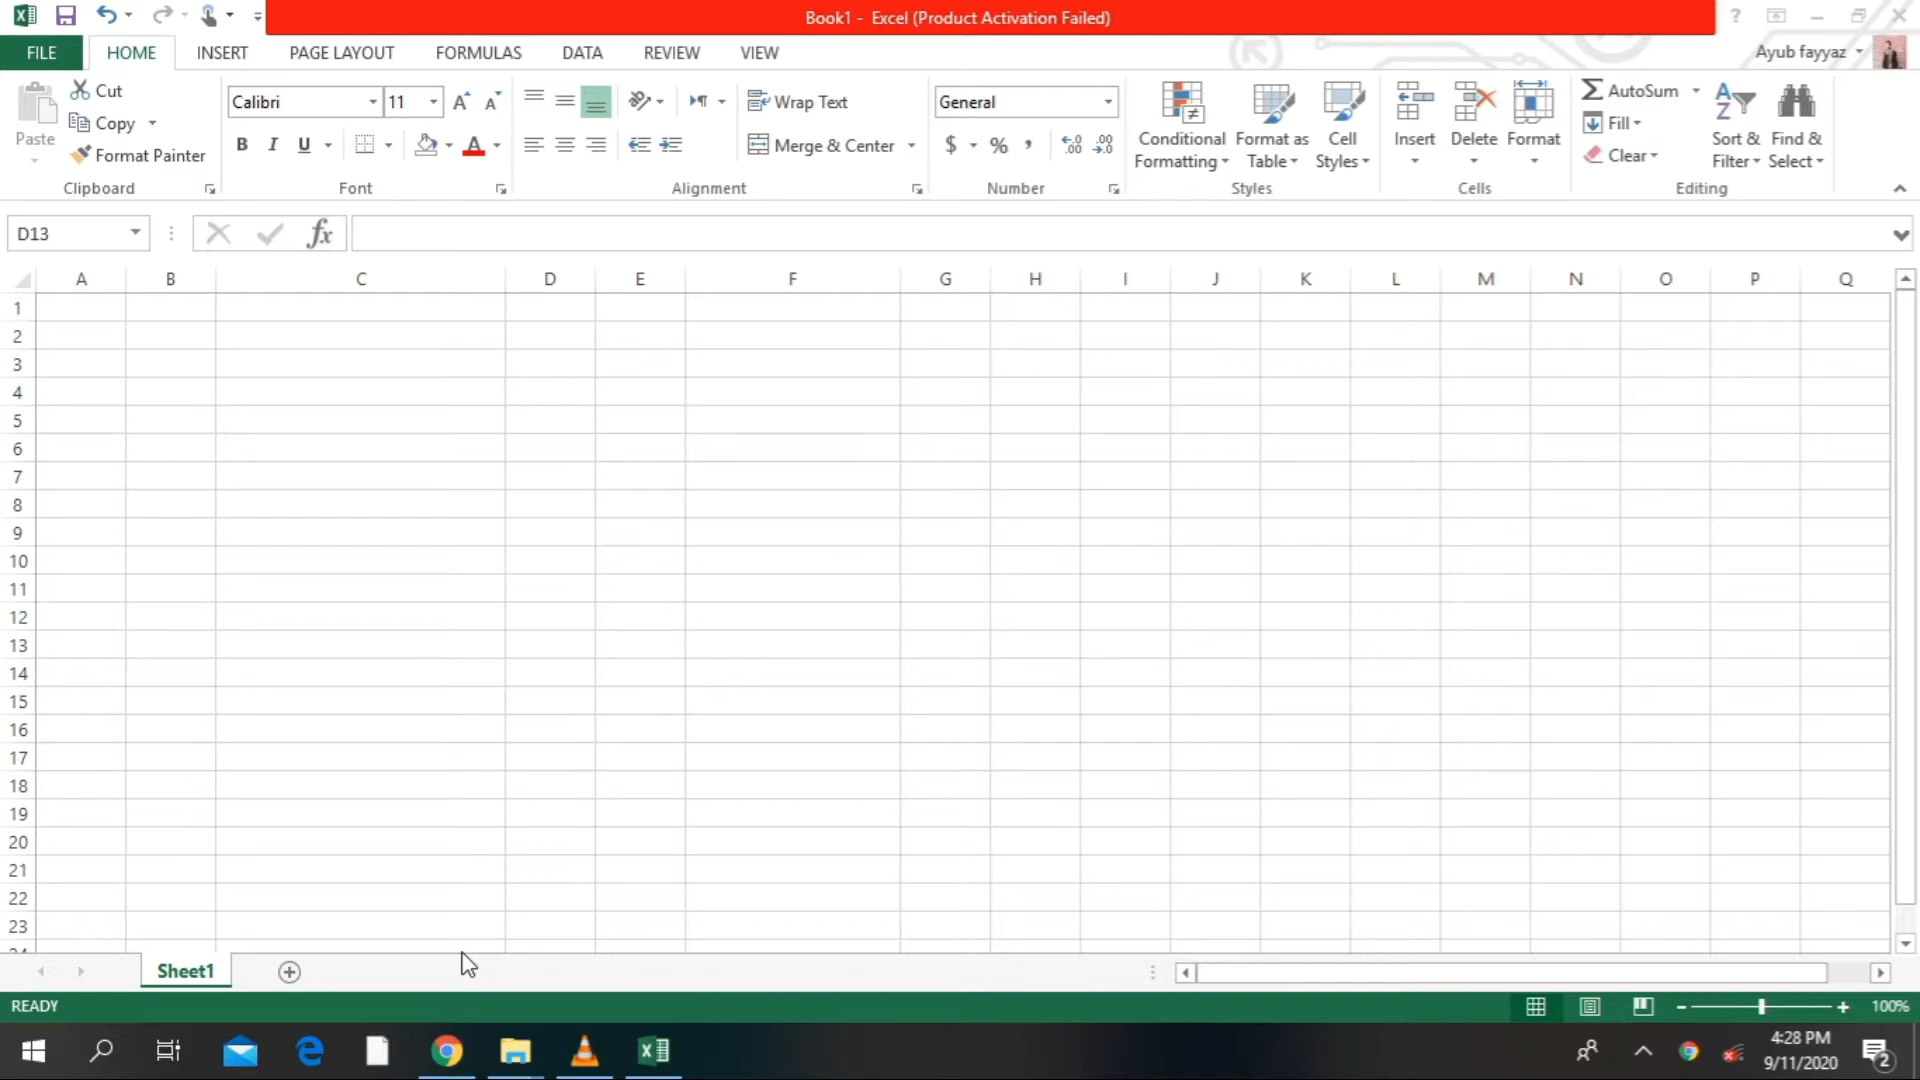 Book1 - Excel (Product Activation Failed)
?
FILE HOME INSERT PAGE LAYOUT FORMULAS DATA REVIEW VIEW Ayub fayyaz
Paste
Cut
Copy
Format Painter
Clipboard
Calibri 11
B I U A
Font
Wrap Text
Merge & Center
Alignment
General
$ % ,
Number
Conditional Formatting
Format as Table
Cell Styles
Styles
Insert
Delete
Format
Cells
AutoSum
Fill
Clear
Sort & Filter
Find & Select
Editing
D13 fx
A B C D E F G H I J K L M N O P Q
1
2
3
4
5
6
7
8
9
10
11
12
13
14
15
16
17
18
19
20
21
22
23
Sheet1
READY 100%
4:28 PM
9/11/2020
2